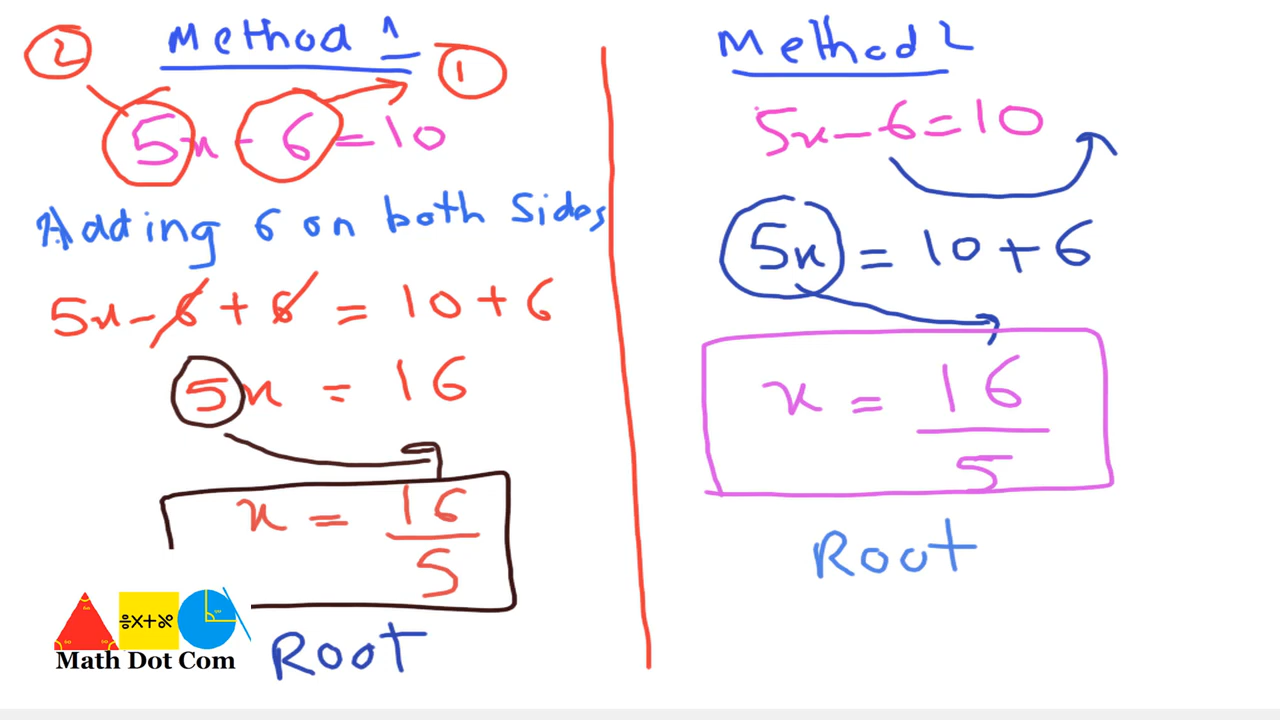 Method 1
② ①
5x - 6 = 10
Adding 6 on both Sides
5x - 6 + 6 = 10 + 6
5x = 16
x = 16/5
Root
÷X+%
Math Dot Com
Method 2
5x - 6 = 10
5x = 10 + 6
x = 16/5
Root